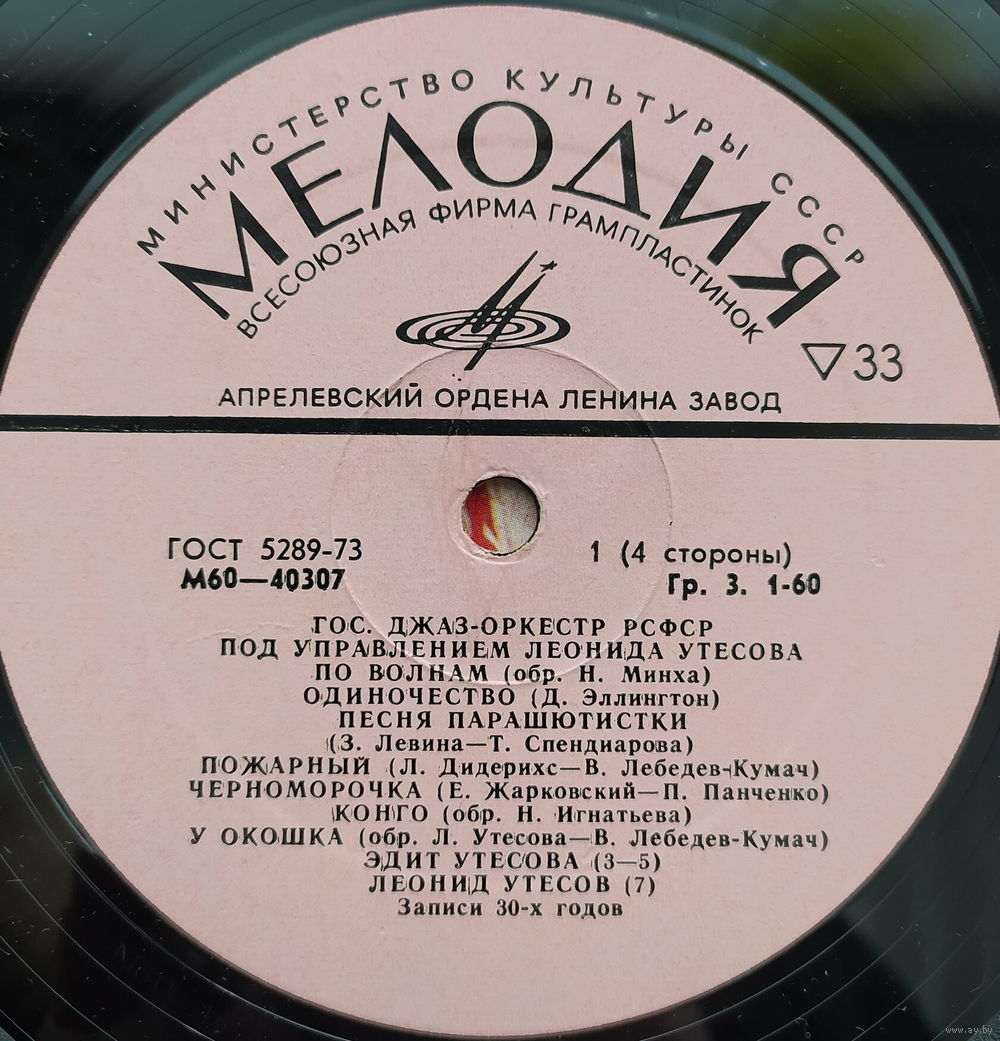 МИНИСТЕРСТВО КУЛЬТУРЫ СССР
МЕЛОДИЯ
ВСЕСОЮЗНАЯ ФИРМА ГРАМПЛАСТИНОК
▽33
АПРЕЛЕВСКИЙ ОРДЕНА ЛЕНИНА ЗАВОД
ГОСТ 5289-73
1 (4 стороны)
М60—40307
Гр. 3. 1-60
ГОС. ДЖАЗ-ОРКЕСТР РСФСР
ПОД УПРАВЛЕНИЕМ ЛЕОНИДА УТЕСОВА
ПО ВОЛНАМ (обр. Н. Минха)
ОДИНОЧЕСТВО (Д. Эллингтон)
ПЕСНЯ ПАРАШЮТИСТКИ
(З. Левина—Т. Спендиарова)
ПОЖАРНЫЙ (Л. Дидерихс—В. Лебедев-Кумач)
ЧЕРНОМОРОЧКА (Е. Жарковский—П. Панченко)
КОНГО (обр. Н. Игнатьева)
У ОКОШКА (обр. Л. Утесова—В. Лебедев-Кумач)
ЭДИТ УТЕСОВА (3—5)
ЛЕОНИД УТЕСОВ (7)
Записи 30-х годов
www.ay.by